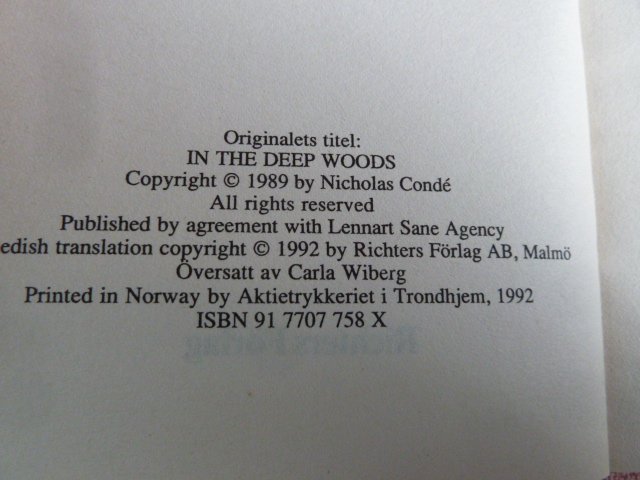 Originalets titel:
IN THE DEEP WOODS
Copyright © 1989 by Nicholas Condé
All rights reserved
Published by agreement with Lennart Sane Agency
edish translation copyright © 1992 by Richters Förlag AB, Malmö
Översatt av Carla Wiberg
Printed in Norway by Aktietrykkeriet i Trondhjem, 1992
ISBN 91 7707 758 X